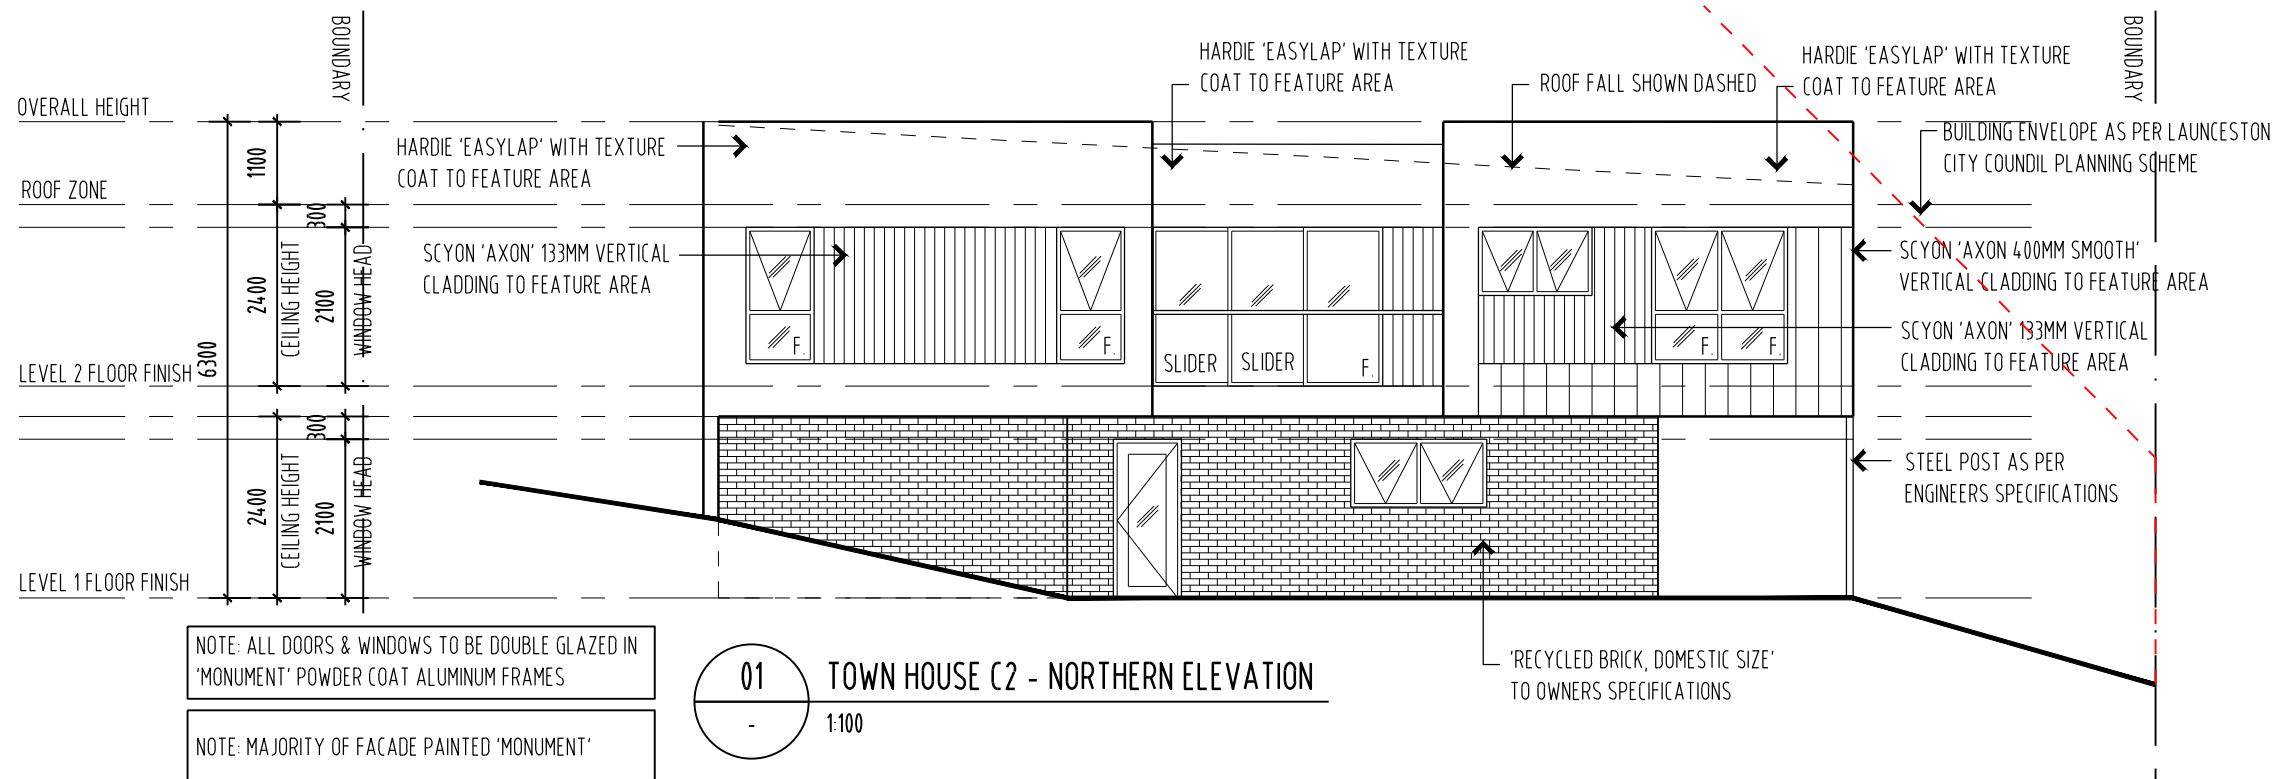 BOUNDARY
BOUNDARY
HARDIE 'EASYLAP' WITH TEXTURE
COAT TO FEATURE AREA
ROOF FALL SHOWN DASHED
HARDIE 'EASYLAP' WITH TEXTURE
COAT TO FEATURE AREA
OVERALL HEIGHT
BUILDING ENVELOPE AS PER LAUNCESTON
CITY COUNDIL PLANNING SCHEME
HARDIE 'EASYLAP' WITH TEXTURE
COAT TO FEATURE AREA
1100
ROOF ZONE
300
SCYON 'AXON' 133MM VERTICAL
CLADDING TO FEATURE AREA
SCYON 'AXON 400MM SMOOTH'
VERTICAL CLADDING TO FEATURE AREA
2400
CEILING HEIGHT
2100
WINDOW HEAD
SCYON 'AXON' 133MM VERTICAL
CLADDING TO FEATURE AREA
F.
F.
SLIDER
SLIDER
F.
F.
F.
LEVEL 2 FLOOR FINISH
6300
300
2400
CEILING HEIGHT
2100
WINDOW HEAD
STEEL POST AS PER
ENGINEERS SPECIFICATIONS
LEVEL 1 FLOOR FINISH
NOTE: ALL DOORS & WINDOWS TO BE DOUBLE GLAZED IN
'MONUMENT' POWDER COAT ALUMINUM FRAMES
01
-
TOWN HOUSE C2 - NORTHERN ELEVATION
1:100
'RECYCLED BRICK, DOMESTIC SIZE'
TO OWNERS SPECIFICATIONS
NOTE: MAJORITY OF FACADE PAINTED 'MONUMENT'